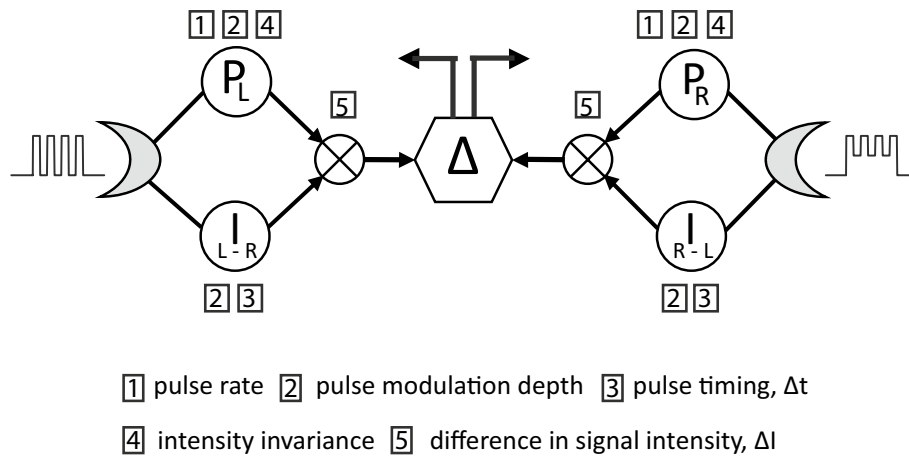 1 2 4
1 2 4
P L
5
5
P R
Δ
I L - R
I R - L
2 3
2 3
1 pulse rate 2 pulse modulation depth 3 pulse timing, Δt
4 intensity invariance 5 difference in signal intensity, ΔI